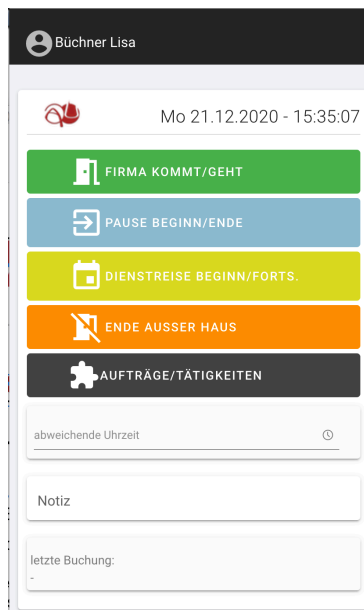 Büchner Lisa
Mo 21.12.2020 - 15:35:07
FIRMA KOMMT/GEHT
PAUSE BEGINN/ENDE
DIENSTREISE BEGINN/FORTS.
ENDE AUSSER HAUS
AUFTRÄGE/TÄTIGKEITEN
abweichende Uhrzeit
Notiz
letzte Buchung:
-